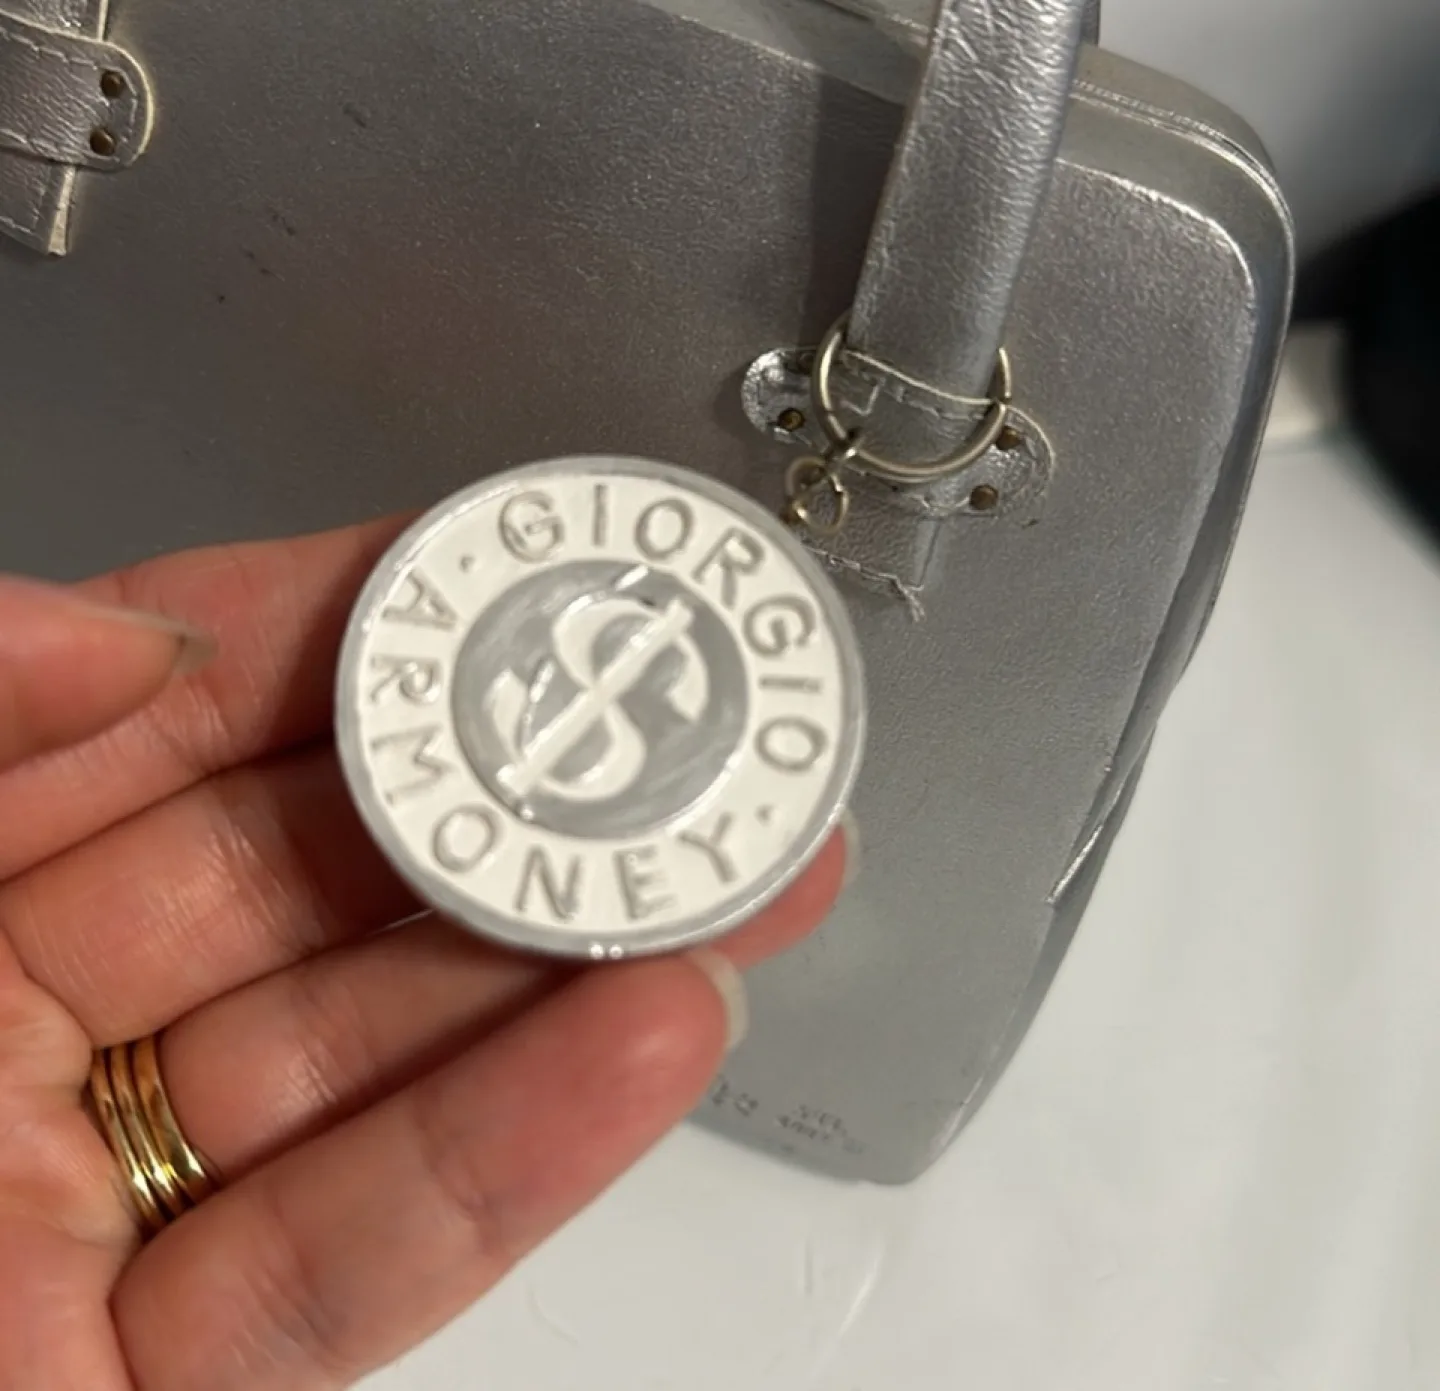 · GIORGIO ·
ARMONEY
$